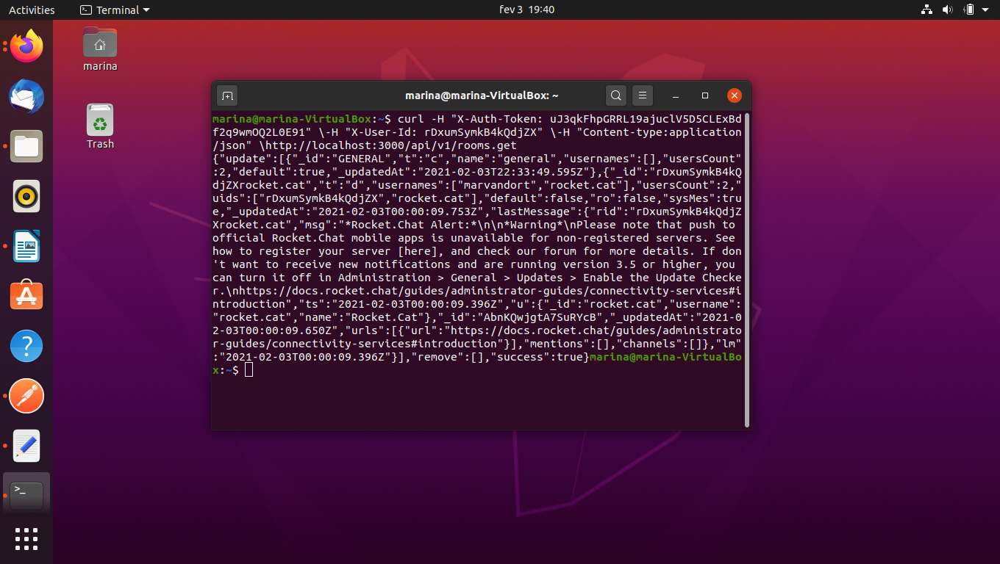 Activities
Terminal
fev 3 19:40
marina
Trash
marina@marina-VirtualBox: ~
marina@marina-VirtualBox:~$ curl -H "X-Auth-Token: uJ3qkFhpGRRL19ajuclV5D5CLExBd
f2q9wmOQ2L0E91" \-H "X-User-Id: rDxumSymkB4kQdjZX" \-H "Content-type:application
/json" \http://localhost:3000/api/v1/rooms.get
{"update":[{"_id":"GENERAL","t":"c","name":"general","usernames":[],"usersCount"
:2,"default":true,"_updatedAt":"2021-02-03T22:33:49.595Z"},{"_id":"rDxumSymkB4kQ
djZXrocket.cat","t":"d","usernames":["marvandort","rocket.cat"],"usersCount":2,"
uids":["rDxumSymkB4kQdjZX","rocket.cat"],"default":false,"ro":false,"sysMes":tru
e,"_updatedAt":"2021-02-03T00:00:09.753Z","lastMessage":{"rid":"rDxumSymkB4kQdjZ
Xrocket.cat","msg":"*Rocket.Chat Alert:*\n\n*Warning*\nPlease note that push to
official Rocket.Chat mobile apps is unavailable for non-registered servers. See
how to register your server [here], and check our forum for more details. If don
't want to receive new notifications and are running version 3.5 or higher, you
can turn it off in Administration > General > Updates > Enable the Update Checke
r.\nhttps://docs.rocket.chat/guides/administrator-guides/connectivity-services#i
ntroduction","ts":"2021-02-03T00:00:09.396Z","u":{"_id":"rocket.cat","username":
"rocket.cat","name":"Rocket.Cat"},"_id":"AbnKQwjgtA7SuRYcB","_updatedAt":"2021-0
2-03T00:00:09.650Z","urls":[{"url":"https://docs.rocket.chat/guides/administrato
r-guides/connectivity-services#introduction"}],"mentions":[],"channels":[]},"lm"
:"2021-02-03T00:00:09.396Z"}],"remove":[],"success":true}marina@marina-VirtualBo
x:~$